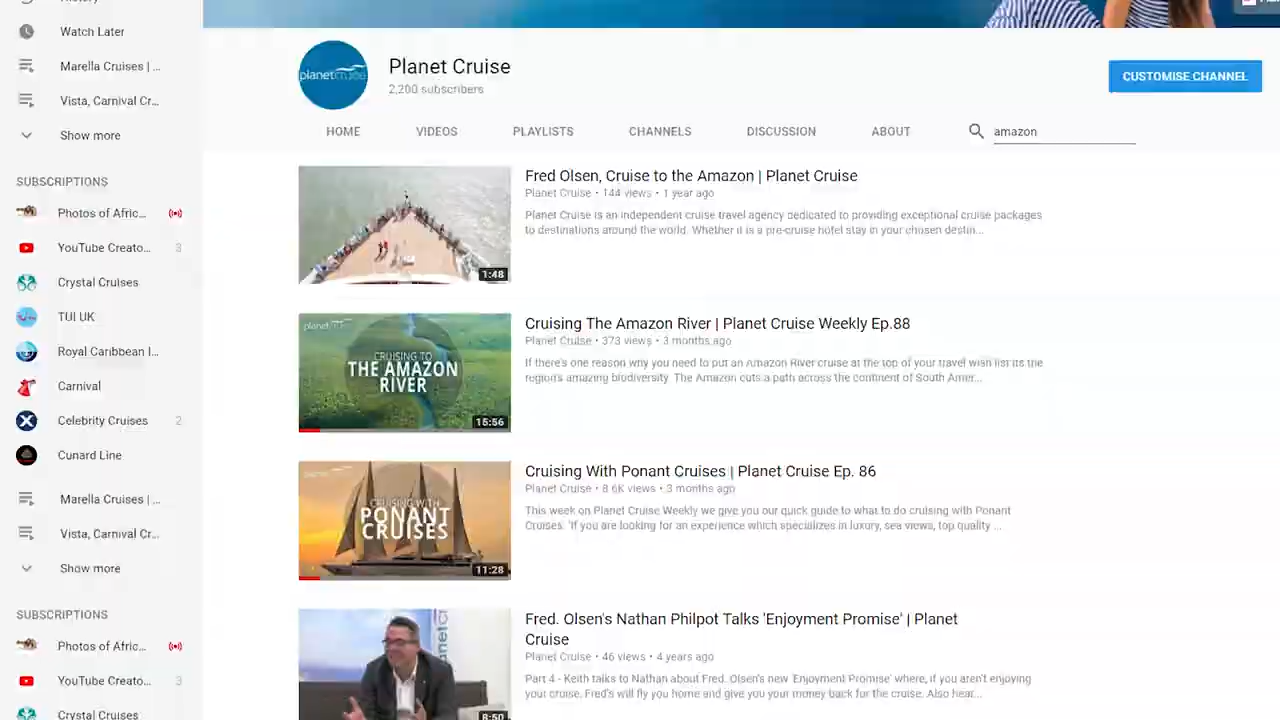 History
Watch Later
Marella Cruises | ...
Vista, Carnival Cr...
Show more
SUBSCRIPTIONS
Photos of Afric...
YouTube Creato... 3
Crystal Cruises
TUI UK
Royal Caribbean I...
Carnival
Celebrity Cruises 2
Cunard Line
Marella Cruises | ...
Vista, Carnival Cr...
Show more
SUBSCRIPTIONS
Photos of Afric...
YouTube Creato... 3
Crystal Cruises
planetcruise
Planet Cruise
2,200 subscribers
CUSTOMISE CHANNEL
HOME VIDEOS PLAYLISTS CHANNELS DISCUSSION ABOUT amazon
1:48
Fred Olsen, Cruise to the Amazon | Planet Cruise
Planet Cruise • 144 views • 1 year ago
Planet Cruise is an independent cruise travel agency dedicated to providing exceptional cruise packages
to destinations around the world. Whether it is a pre-cruise hotel stay in your chosen destin...
CRUISING TO
THE AMAZON
RIVER
15:56
Cruising The Amazon River | Planet Cruise Weekly Ep.88
Planet Cruise • 373 views • 3 months ago
If there's one reason why you need to put an Amazon River cruise at the top of your travel wish list its the
region's amazing biodiversity. The Amazon cuts a path across the continent of South Amer...
CRUISING WITH
PONANT
CRUISES
11:28
Cruising With Ponant Cruises | Planet Cruise Ep. 86
Planet Cruise • 8.6K views • 3 months ago
This week on Planet Cruise Weekly we give you our quick guide to what to do cruising with Ponant
Cruises. 'If you are looking for an experience which specializes in luxury, sea views, top quality ...
8:50
Fred. Olsen's Nathan Philpot Talks 'Enjoyment Promise' | Planet
Cruise
Planet Cruise • 46 views • 4 years ago
Part 4 - Keith talks to Nathan about Fred. Olsen's new 'Enjoyment Promise' where, if you aren't enjoying
your cruise. Fred's will fly you home and give you your money back for the cruise. Also hear...